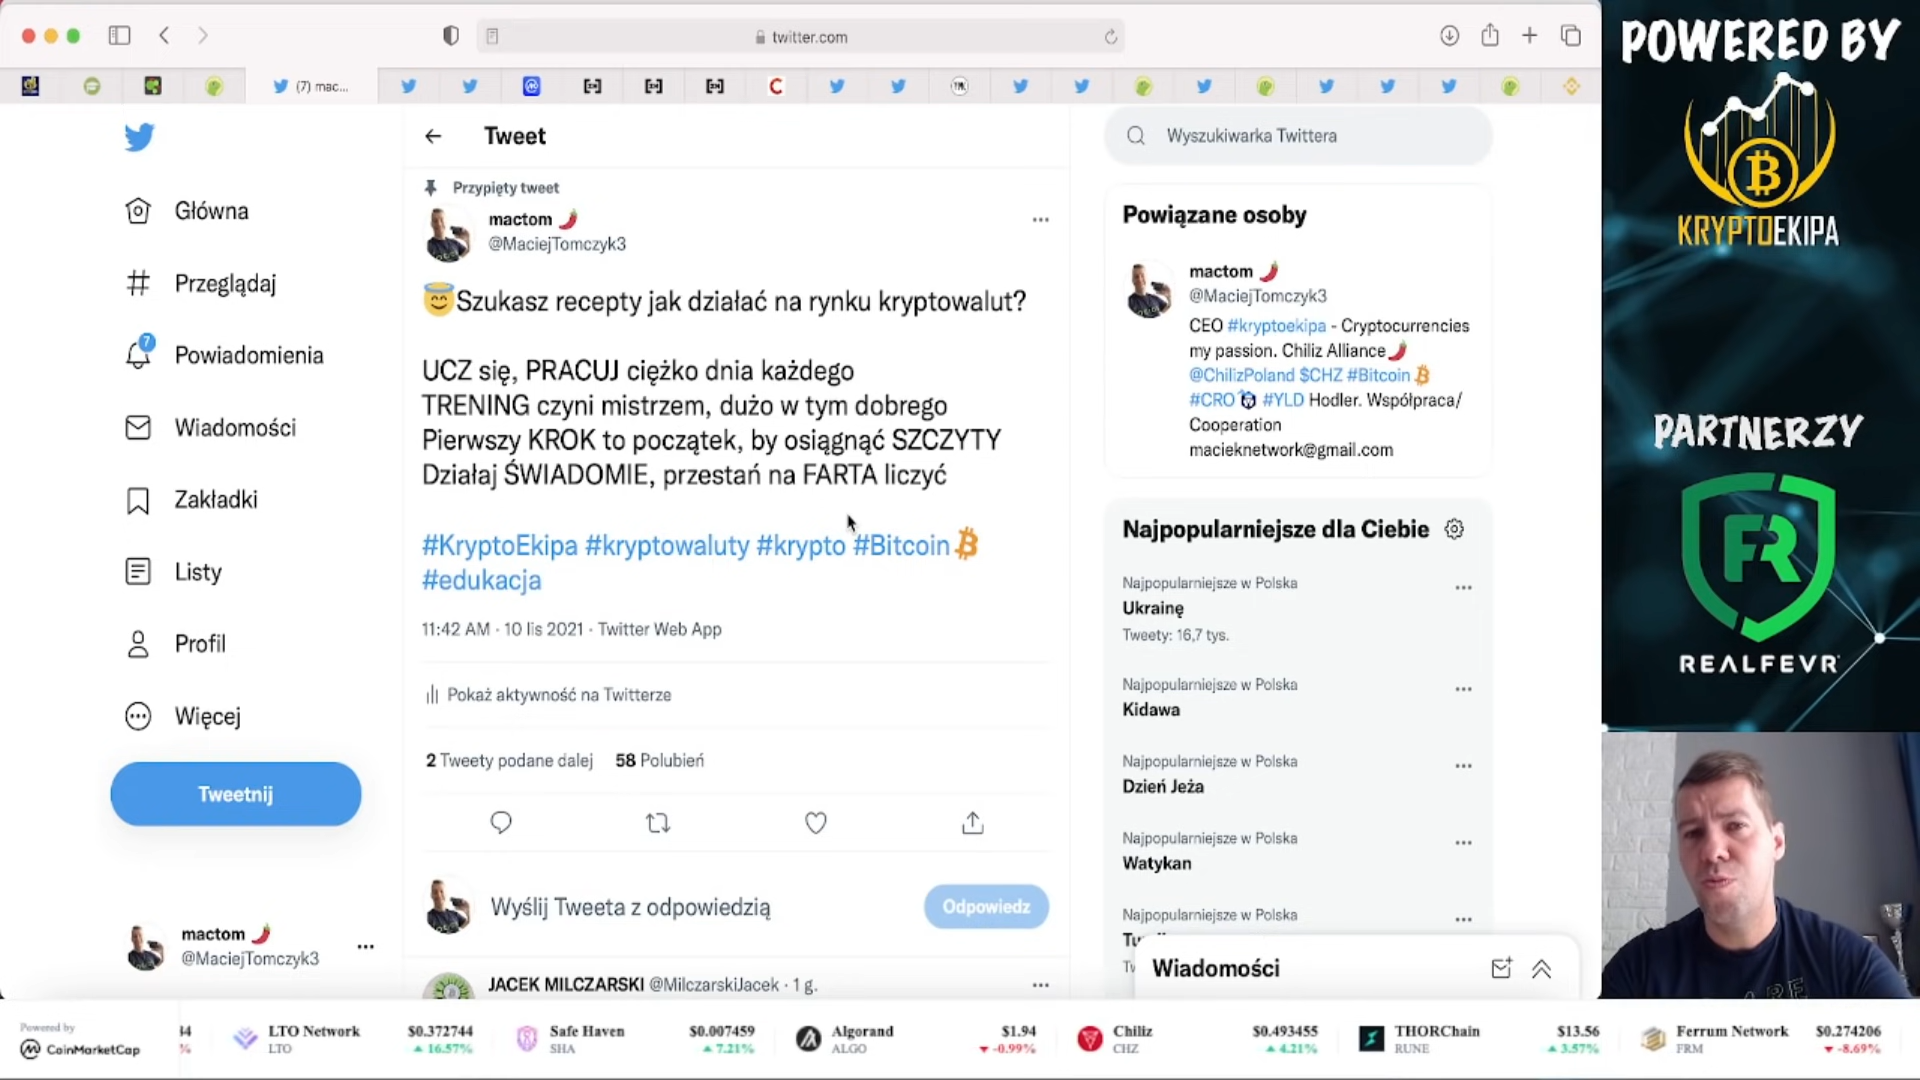 twitter.com
(7) mac...
Główna
Przeglądaj
7
Powiadomienia
Wiadomości
Zakładki
Listy
Profil
Więcej
Tweetnij
mactom
@MaciejTomczyk3
Tweet
Przypięty tweet
mactom
@MaciejTomczyk3
Szukasz recepty jak działać na rynku kryptowalut?
UCZ się, PRACUJ ciężko dnia każdego
TRENING czyni mistrzem, dużo w tym dobrego
Pierwszy KROK to początek, by osiągnąć SZCZYTY
Działaj ŚWIADOMIE, przestań na FARTA liczyć
#KryptoEkipa #kryptowaluty #krypto #Bitcoin
#edukacja
11:42 AM · 10 lis 2021 · Twitter Web App
Pokaż aktywność na Twitterze
2 Tweety podane dalej 58 Polubień
Wyślij Tweeta z odpowiedzią
Odpowiedz
JACEK MILCZARSKI @MilczarskiJacek · 1 g.
Wyszukiwarka Twittera
Powiązane osoby
mactom
@MaciejTomczyk3
CEO #kryptoekipa - Cryptocurrencies
my passion. Chiliz Alliance
@ChilizPoland $CHZ #Bitcoin
#CRO #YLD Hodler. Współpraca/
Cooperation
macieknetwork@gmail.com
Najpopularniejsze dla Ciebie
Najpopularniejsze w Polska
Ukrainę
Tweety: 16,7 tys.
Najpopularniejsze w Polska
Kidawa
Najpopularniejsze w Polska
Dzień Jeża
Najpopularniejsze w Polska
Watykan
Najpopularniejsze w Polska
Wiadomości
POWERED BY
KRYPTOEKIPA
PARTNERZY
FR
REALFEVR
Powered by
CoinMarketCap
LTO Network $0.372744
LTO 16.57%
Safe Haven $0.007459
SHA 7.21%
Algorand $1.94
ALGO -0.99%
Chiliz $0.493455
CHZ 4.21%
THORChain $13.56
RUNE 3.57%
Ferrum Network $0.274206
FRM -8.69%